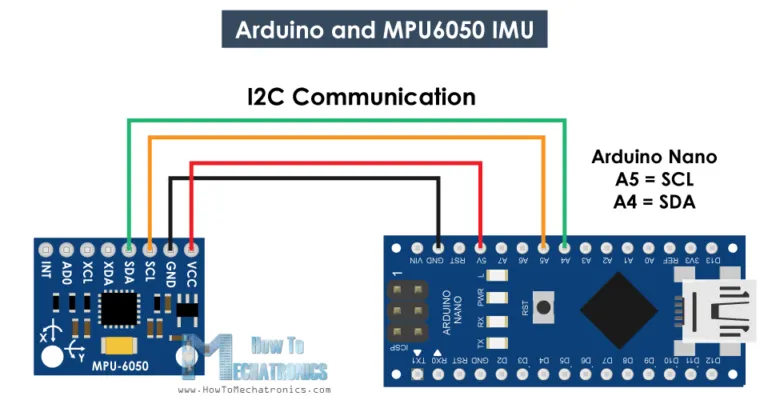 Arduino and MPU6050 IMU
I2C Communication
Arduino Nano
A5 = SCL
A4 = SDA
INT
AD0
XCL
XDA
SDA
SCL
GND
VCC
X
Y
MPU-6050
VIN
GND
RST
5V
A7
A6
A5
A4
A3
A2
A1
A0
REF
3V3
D13
1
ICSP
ARDUINO
NANO
L
PWR
RX
TX
RST
TX1
RX0
RST
GND
D2
D3
D4
D5
D6
D7
D8
D9
D10
D11
D12
How To
MECHATRONICS
www.HowToMechatronics.com